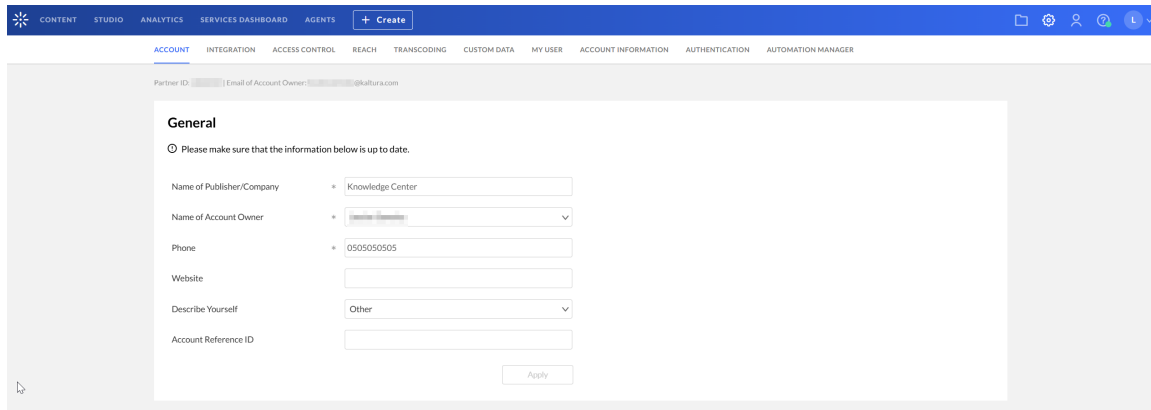 CONTENT STUDIO ANALYTICS SERVICES DASHBOARD AGENTS + Create L
ACCOUNT INTEGRATION ACCESS CONTROL REACH TRANSCODING CUSTOM DATA MY USER ACCOUNT INFORMATION AUTHENTICATION AUTOMATION MANAGER
Partner ID: | Email of Account Owner: @kaltura.com
General
Please make sure that the information below is up to date.
Name of Publisher/Company Knowledge Center
Name of Account Owner
Phone 0505050505
Website
Describe Yourself Other
Account Reference ID
Apply